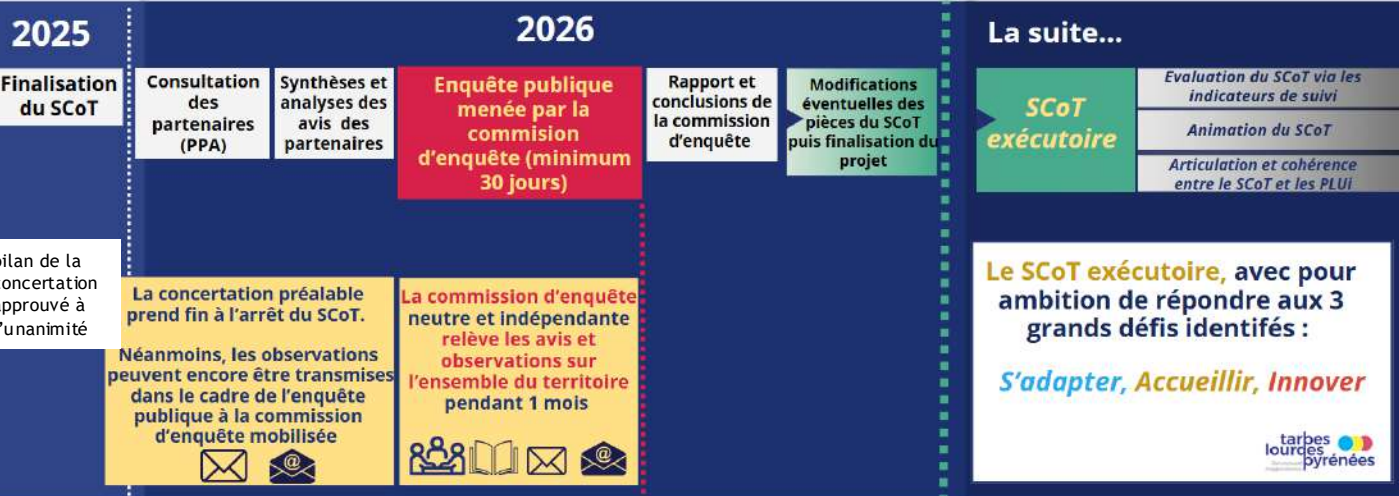 2025
2026
La suite...
Finalisation
du SCoT
Consultation
des
partenaires
(PPA)
Synthèses et
analyses des
avis des
partenaires
Enquête publique
menée par la
commision
d'enquête (minimum
30 jours)
Rapport et
conclusions de
la commission
d'enquête
Modifications
éventuelles des
pièces du SCoT
puis finalisation du
projet
SCoT
exécutoire
Evaluation du SCoT via les
indicateurs de suivi
Animation du SCoT
Articulation et cohérence
entre le SCoT et les PLUi
bilan de la
concertation
approuvé à
l'unanimité
La concertation préalable
prend fin à l'arrêt du SCoT.
Néanmoins, les observations
peuvent encore être transmises
dans le cadre de l'enquête
publique à la commission
d'enquête mobilisée
@
La commission d'enquête
neutre et indépendante
relève les avis et
observations sur
l'ensemble du territoire
pendant 1 mois
@
Le SCoT exécutoire, avec pour
ambition de répondre aux 3
grands défis identifiés :
S'adapter, Accueillir, Innover
tarbes
lourdes
pyrénées